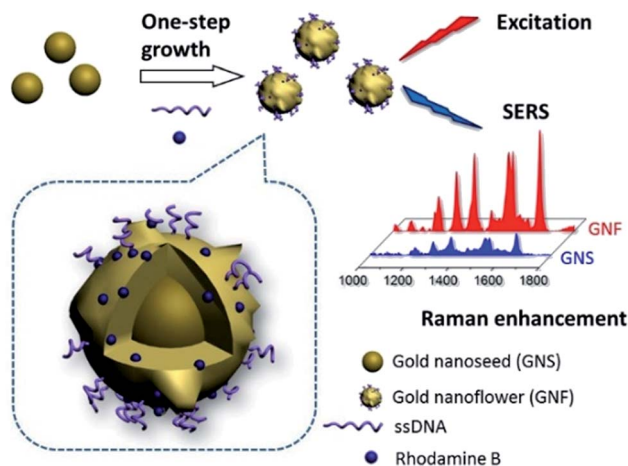 One-step
growth
Excitation
SERS
GNF
GNS
1000
1200
1400
1600
1800
Raman enhancement
Gold nanoseed (GNS)
Gold nanoflower (GNF)
ssDNA
Rhodamine B